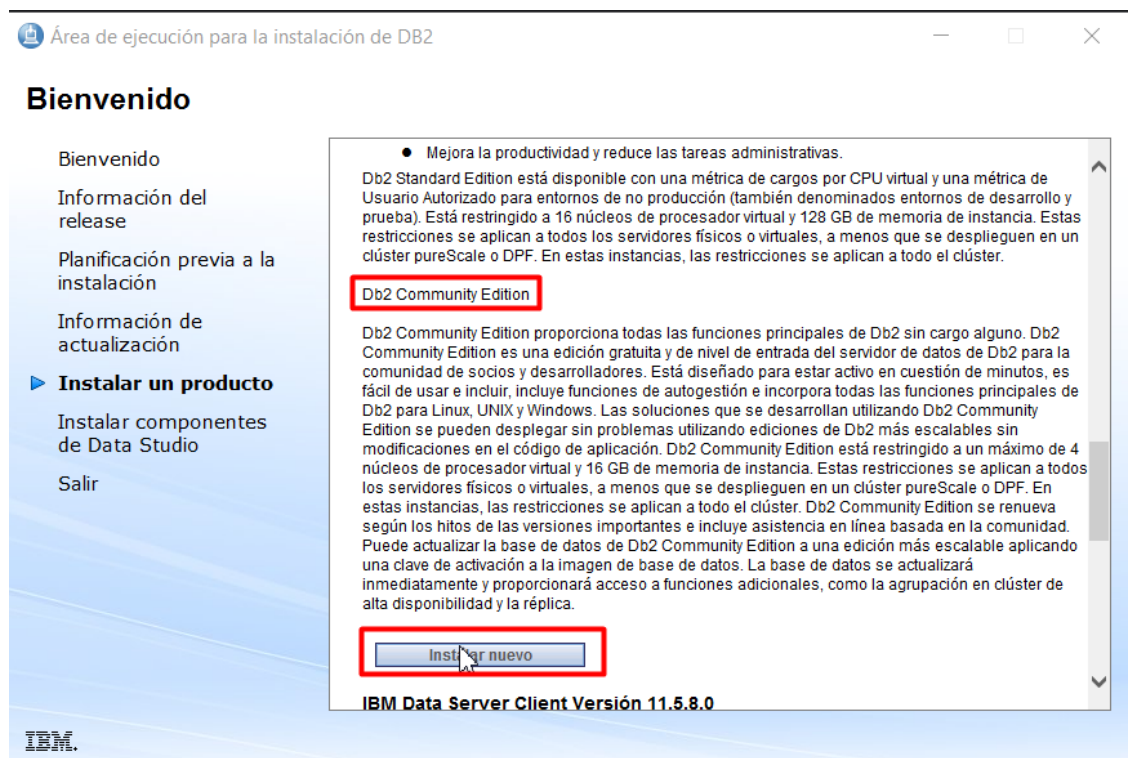 Área de ejecución para la instalación de DB2
Bienvenido
Bienvenido
Información del
release
Planificación previa a la
instalación
Información de
actualización
Instalar un producto
Instalar componentes
de Data Studio
Salir
Mejora la productividad y reduce las tareas administrativas.
Db2 Standard Edition está disponible con una métrica de cargos por CPU virtual y una métrica de
Usuario Autorizado para entornos de no producción (también denominados entornos de desarrollo y
prueba). Está restringido a 16 núcleos de procesador virtual y 128 GB de memoria de instancia. Estas
restricciones se aplican a todos los servidores físicos o virtuales, a menos que se desplieguen en un
clúster pureScale o DPF. En estas instancias, las restricciones se aplican a todo el clúster.
Db2 Community Edition
Db2 Community Edition proporciona todas las funciones principales de Db2 sin cargo alguno. Db2
Community Edition es una edición gratuita y de nivel de entrada del servidor de datos de Db2 para la
comunidad de socios y desarrolladores. Está diseñado para estar activo en cuestión de minutos, es
fácil de usar e incluir, incluye funciones de autogestión e incorpora todas las funciones principales de
Db2 para Linux, UNIX y Windows. Las soluciones que se desarrollan utilizando Db2 Community
Edition se pueden desplegar sin problemas utilizando ediciones de Db2 más escalables sin
modificaciones en el código de aplicación. Db2 Community Edition está restringido a un máximo de 4
núcleos de procesador virtual y 16 GB de memoria de instancia. Estas restricciones se aplican a todos
los servidores físicos o virtuales, a menos que se desplieguen en un clúster pureScale o DPF. En
estas instancias, las restricciones se aplican a todo el clúster. Db2 Community Edition se renueva
según los hitos de las versiones importantes e incluye asistencia en línea basada en la comunidad.
Puede actualizar la base de datos de Db2 Community Edition a una edición más escalable aplicando
una clave de activación a la imagen de base de datos. La base de datos se actualizará
inmediatamente y proporcionará acceso a funciones adicionales, como la agrupación en clúster de
alta disponibilidad y la réplica.
Instalar nuevo
IBM Data Server Client Versión 11.5.8.0
IBM.